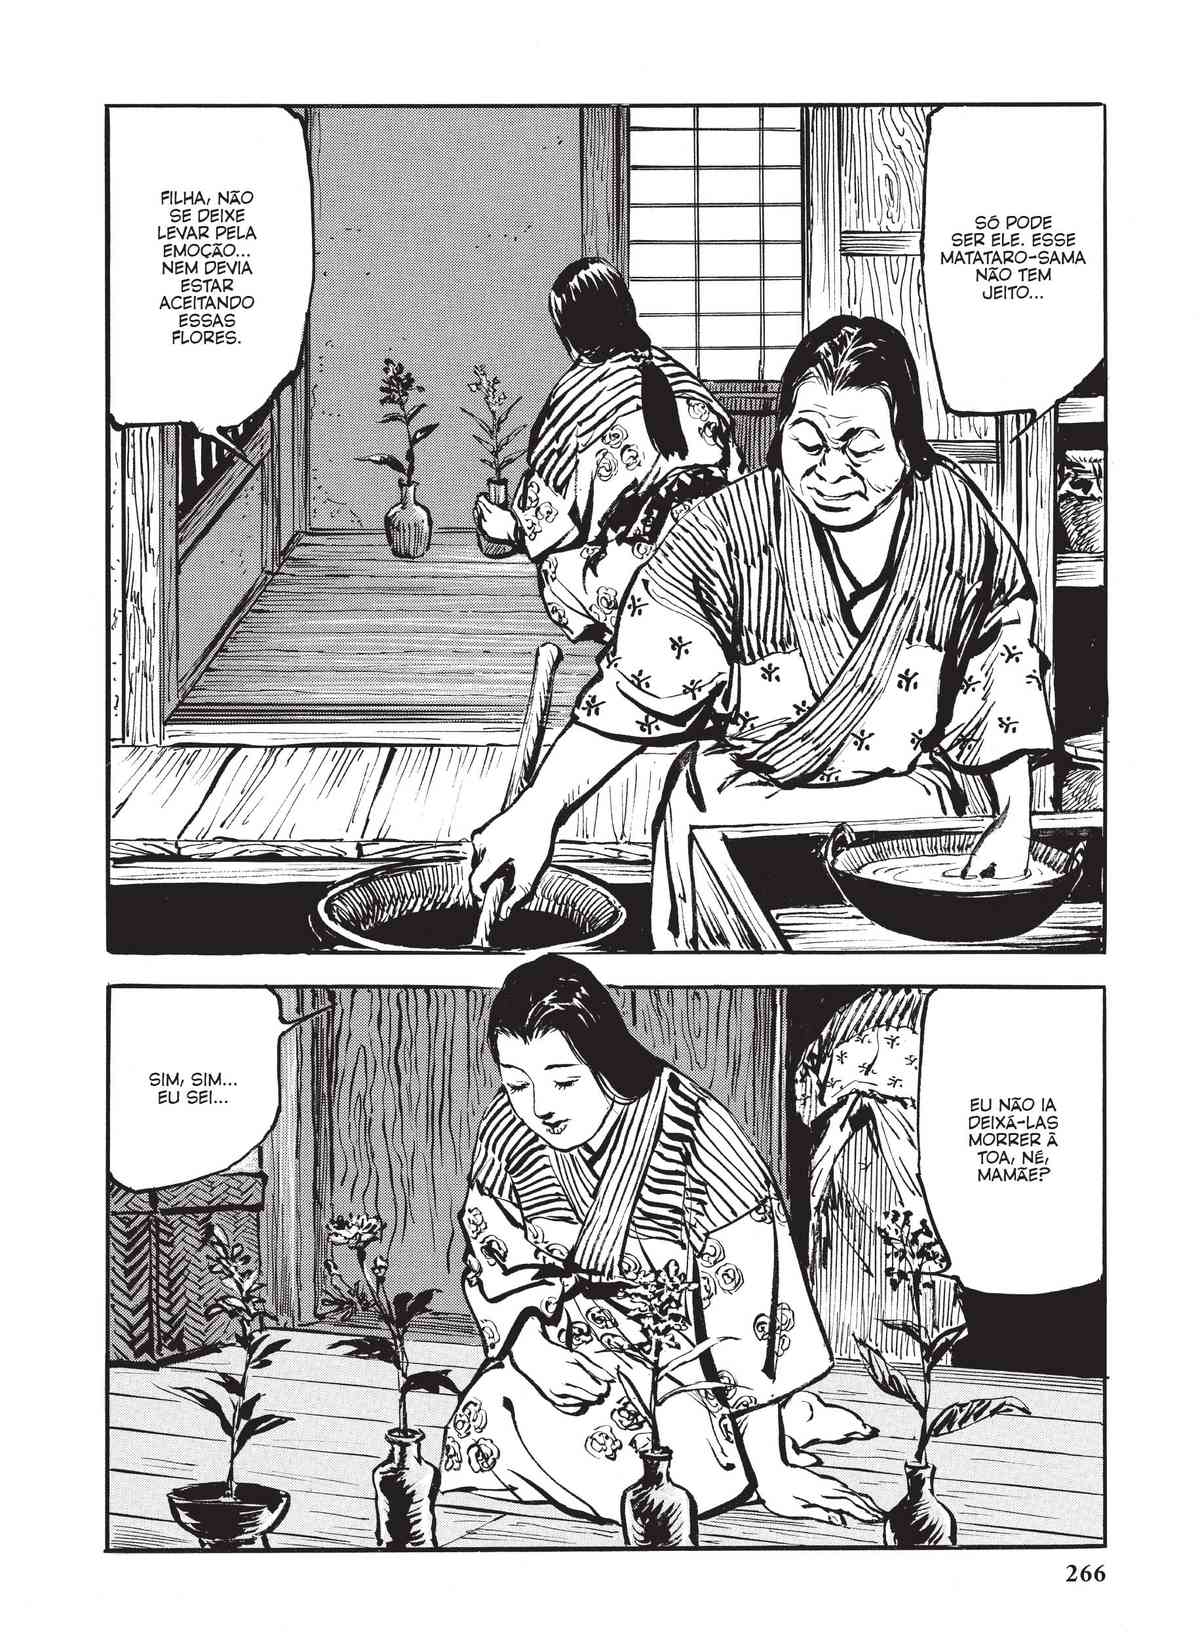 SÓ PODE
SER ELE. ESSE
MATATARO-SAMA
NÃO TEM
JEITO...
FILHA, NÃO
SE DEIXE
LEVAR PELA
EMOÇÃO...
NEM DEVIA
ESTAR
ACEITANDO
ESSAS
FLORES.
EU NÃO IA
DEIXÁ-LAS
MORRER À
TOA, NÉ,
MAMÃE?
SIM, SIM...
EU SEI...
266